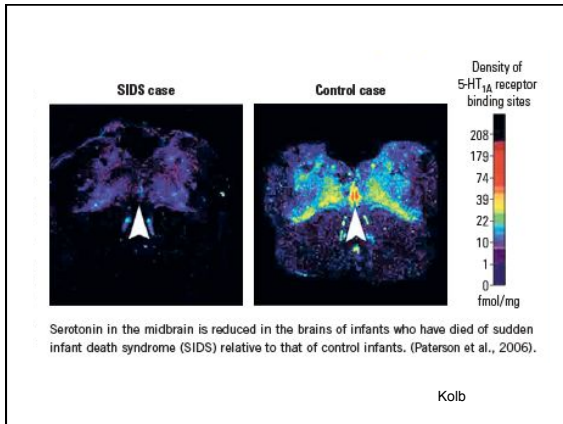 SIDS case
Control case
Density of
5-HT1A receptor
binding sites
208
179
74
39
22
10
1
0
fmol/mg
Serotonin in the midbrain is reduced in the brains of infants who have died of sudden
infant death syndrome (SIDS) relative to that of control infants. (Paterson et al., 2006).
Kolb